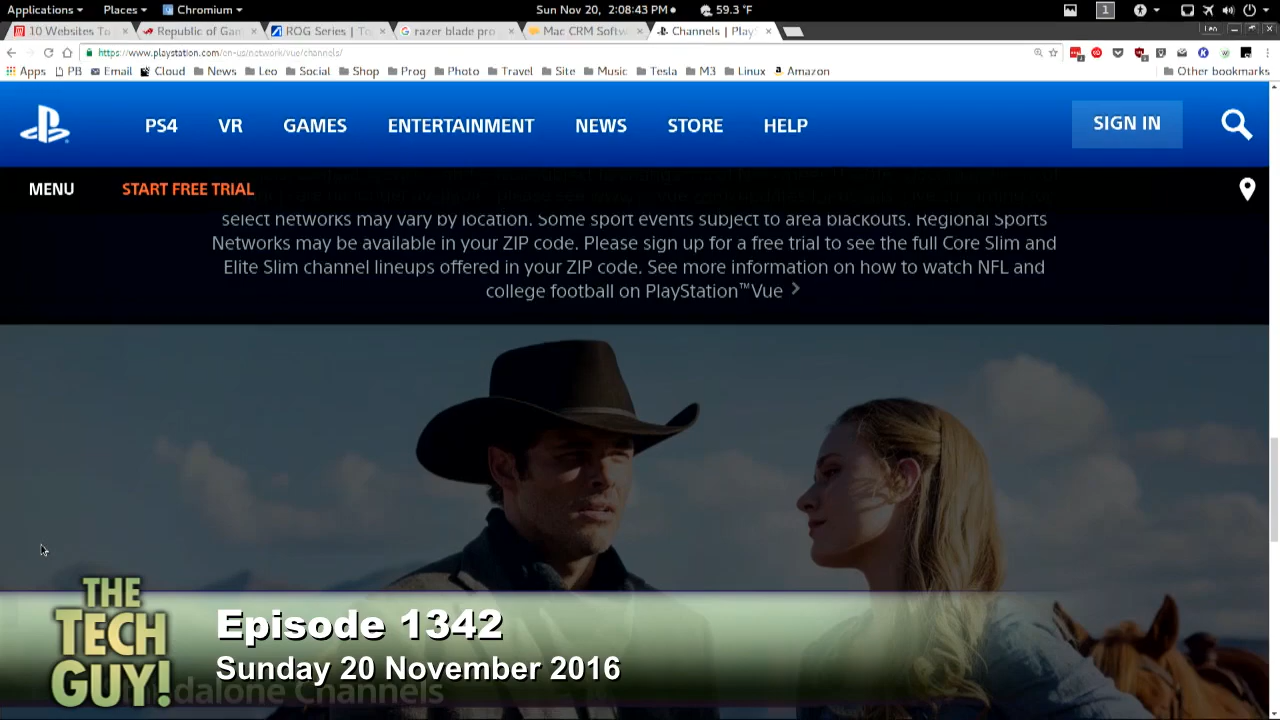 Applications Places Chromium Sun Nov 20, 2:08:43 PM 59.3 °F 1
10 Websites To Republic of Gam ROG Series | To razer blade pro Mac CRM Softw Channels | Play Leo
https://www.playstation.com/en-us/network/vue/channels/
Apps PB Email Cloud News Leo Social Shop Prog Photo Travel Site Music Tesla M3 Linux Amazon Other bookmarks
PS4 VR GAMES ENTERTAINMENT NEWS STORE HELP SIGN IN
MENU START FREE TRIAL
select networks may vary by location. Some sport events subject to area blackouts. Regional Sports
Networks may be available in your ZIP code. Please sign up for a free trial to see the full Core Slim and
Elite Slim channel lineups offered in your ZIP code. See more information on how to watch NFL and
college football on PlayStation™Vue
THE
TECH
GUY!
Episode 1342
Sunday 20 November 2016
dalone Channels